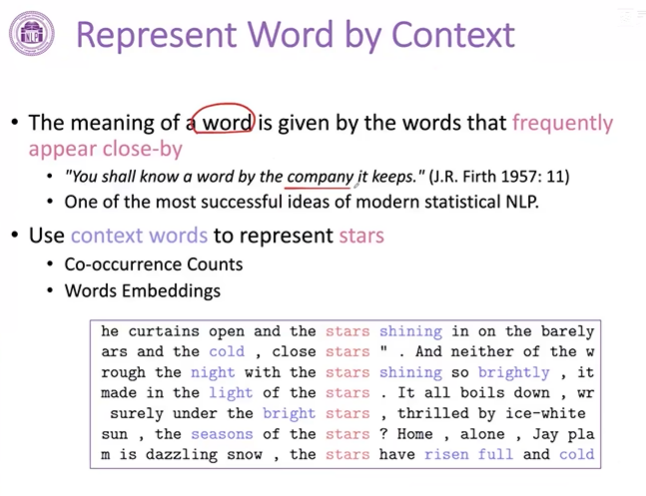 NLP
Represent Word by Context
• The meaning of a word is given by the words that frequently
appear close-by
• "You shall know a word by the company it keeps." (J.R. Firth 1957: 11)
• One of the most successful ideas of modern statistical NLP.
• Use context words to represent stars
• Co-occurrence Counts
• Words Embeddings
he curtains open and the stars shining in on the barely
ars and the cold , close stars " . And neither of the w
rough the night with the stars shining so brightly , it
made in the light of the stars . It all boils down , wr
surely under the bright stars , thrilled by ice-white
sun , the seasons of the stars ? Home , alone , Jay pla
m is dazzling snow , the stars have risen full and cold